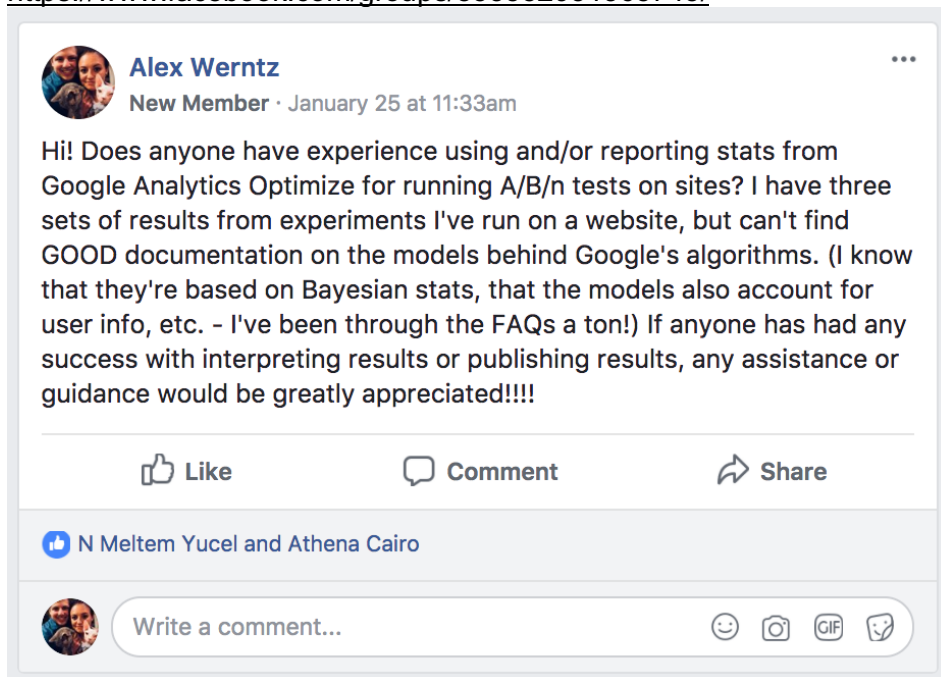 Alex Werntz
New Member · January 25 at 11:33am
Hi! Does anyone have experience using and/or reporting stats from
Google Analytics Optimize for running A/B/n tests on sites? I have three
sets of results from experiments I've run on a website, but can't find
GOOD documentation on the models behind Google's algorithms. (I know
that they're based on Bayesian stats, that the models also account for
user info, etc. - I've been through the FAQs a ton!) If anyone has had any
success with interpreting results or publishing results, any assistance or
guidance would be greatly appreciated!!!!
Like Comment Share
N Meltem Yucel and Athena Cairo
Write a comment... GIF